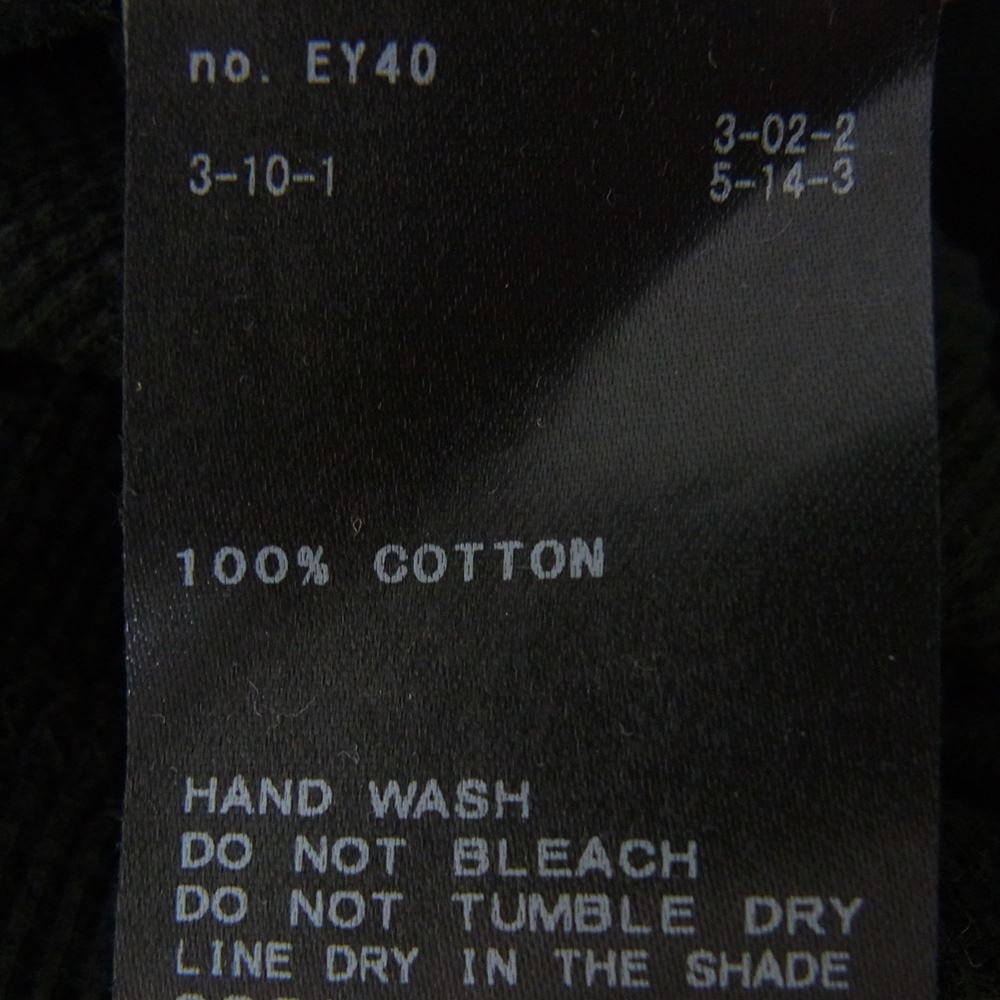 no. EY40
3-02-2
3-10-1
5-14-3
100% COTTON
HAND WASH
DO NOT BLEACH
DO NOT TUMBLE DRY
LINE DRY IN THE SHADE